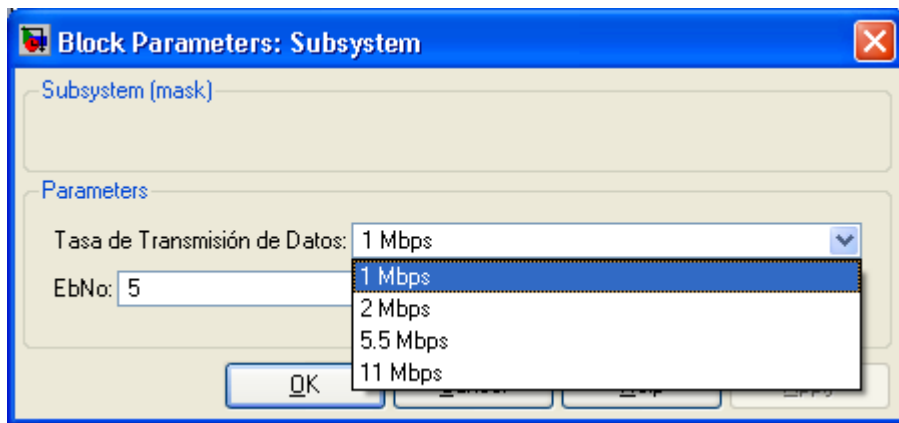 Block Parameters: Subsystem
Subsystem (mask)
Parameters
Tasa de Transmisión de Datos: 1 Mbps
1 Mbps
EbNo: 5
2 Mbps
5.5 Mbps
11 Mbps
OK